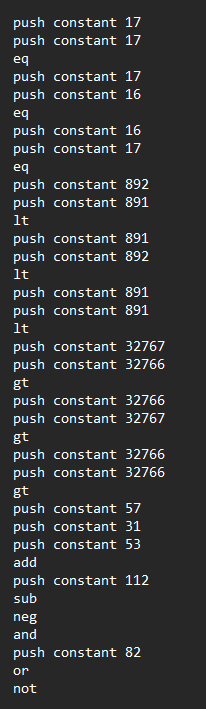 push constant 17
push constant 17
eq
push constant 17
push constant 16
eq
push constant 16
push constant 17
eq
push constant 892
push constant 891
lt
push constant 891
push constant 892
lt
push constant 891
push constant 891
lt
push constant 32767
push constant 32766
gt
push constant 32766
push constant 32767
gt
push constant 32766
push constant 32766
gt
push constant 57
push constant 31
push constant 53
add
push constant 112
sub
neg
and
push constant 82
or
not